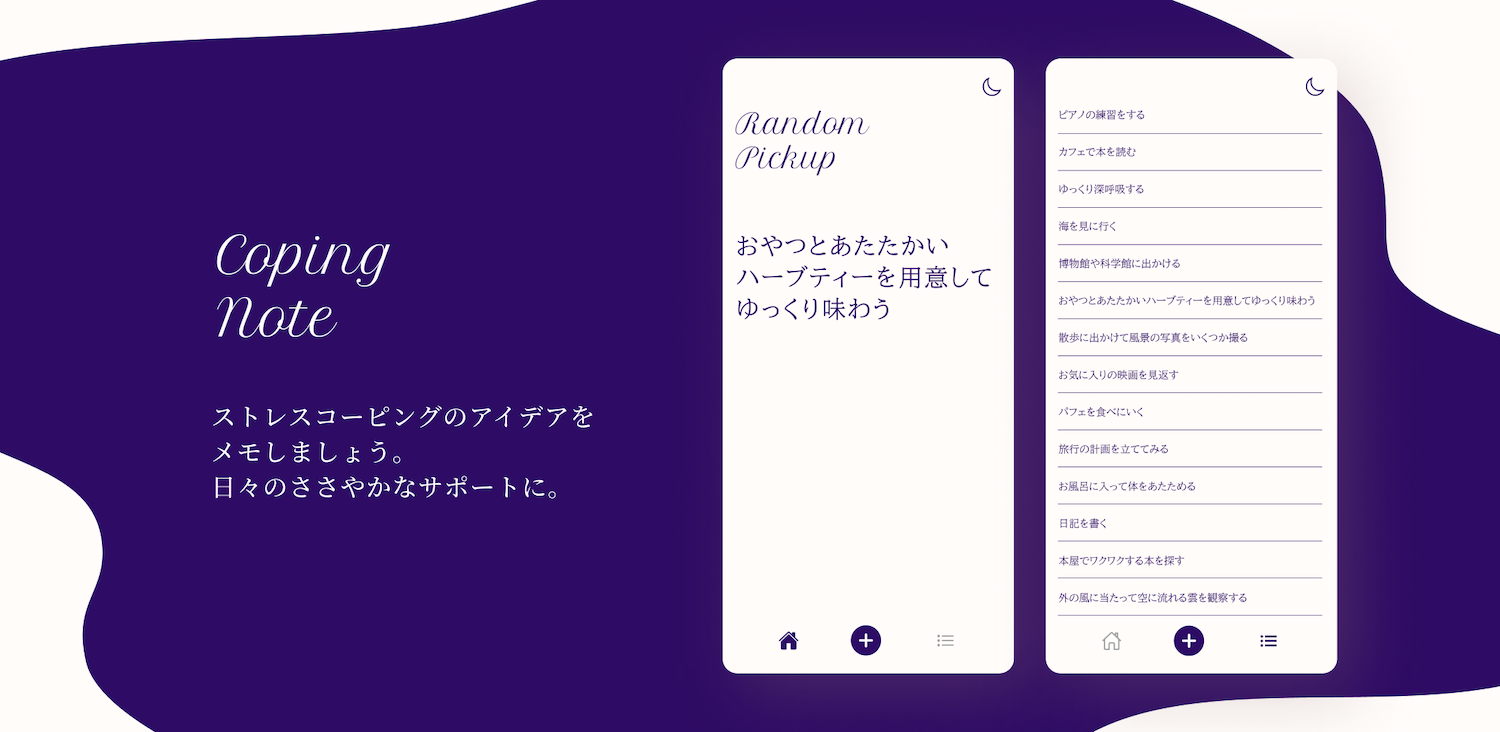 Coping
Note
ストレスコーピングのアイデアを
メモしましょう。
日々のささやかなサポートに。
Random
Pickup
おやつとあたたかい
ハーブティーを用意して
ゆっくり味わう
ピアノの練習をする
カフェで本を読む
ゆっくり深呼吸する
海を見に行く
博物館や科学館に出かける
おやつとあたたかいハーブティーを用意してゆっくり味わう
散歩に出かけて風景の写真をいくつか撮る
お気に入りの映画を見返す
パフェを食べにいく
旅行の計画を立ててみる
お風呂に入って体をあたためる
日記を書く
本屋でワクワクする本を探す
外の風に当たって空に流れる雲を観察する